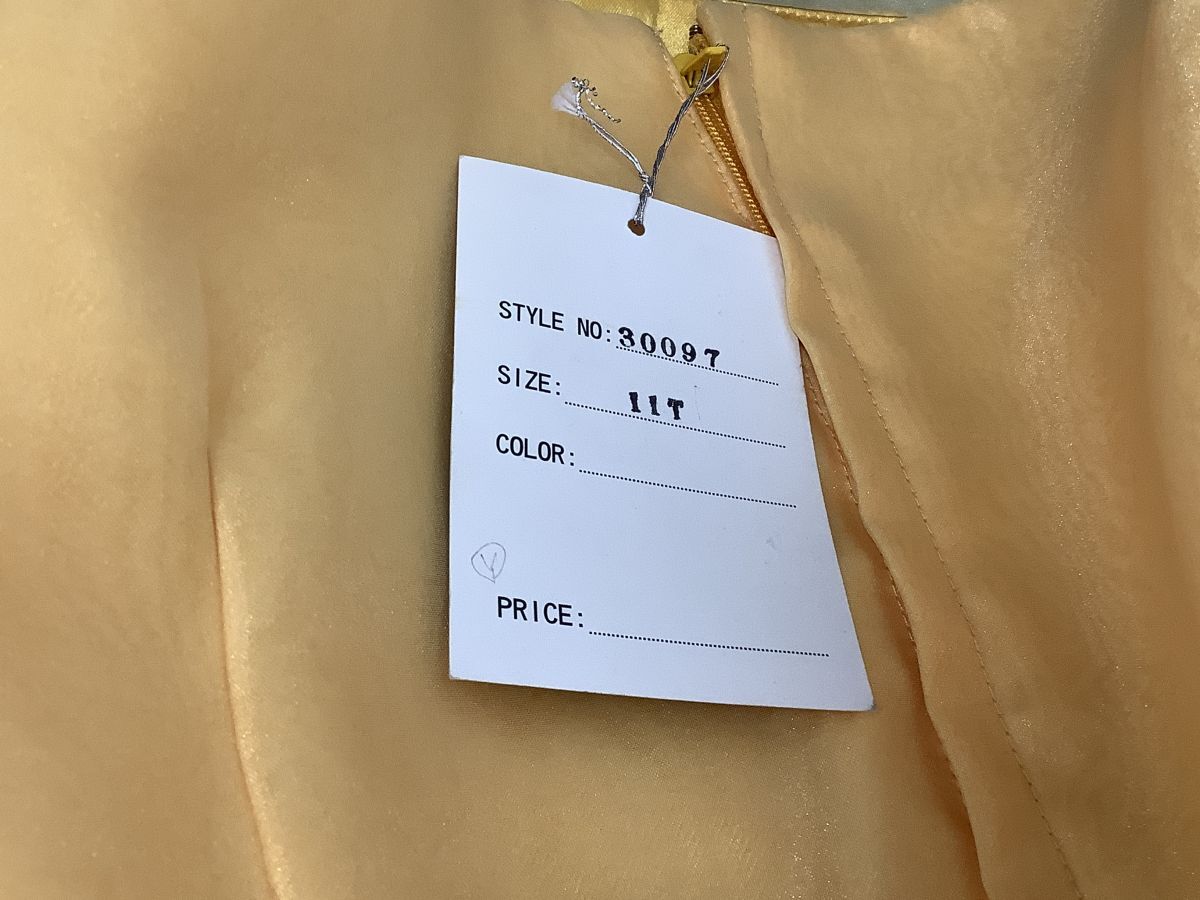 STYLE NO: 30097
SIZE: 11T
COLOR:
PRICE: